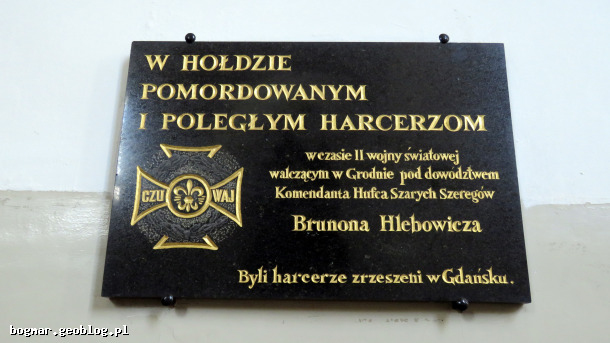 W HOŁDZIE
POMORDOWANYM
I POLEGŁYM HARCERZOM
w czasie II wojny światowej
walczącym w Grodnie pod dowództwem
Komendanta Hufca Szarych Szeregów
Brunona Hlebowicza
CZU WAJ
Byli harcerze zrzeszeni w Gdańsku.
bognar.geoblog.pl